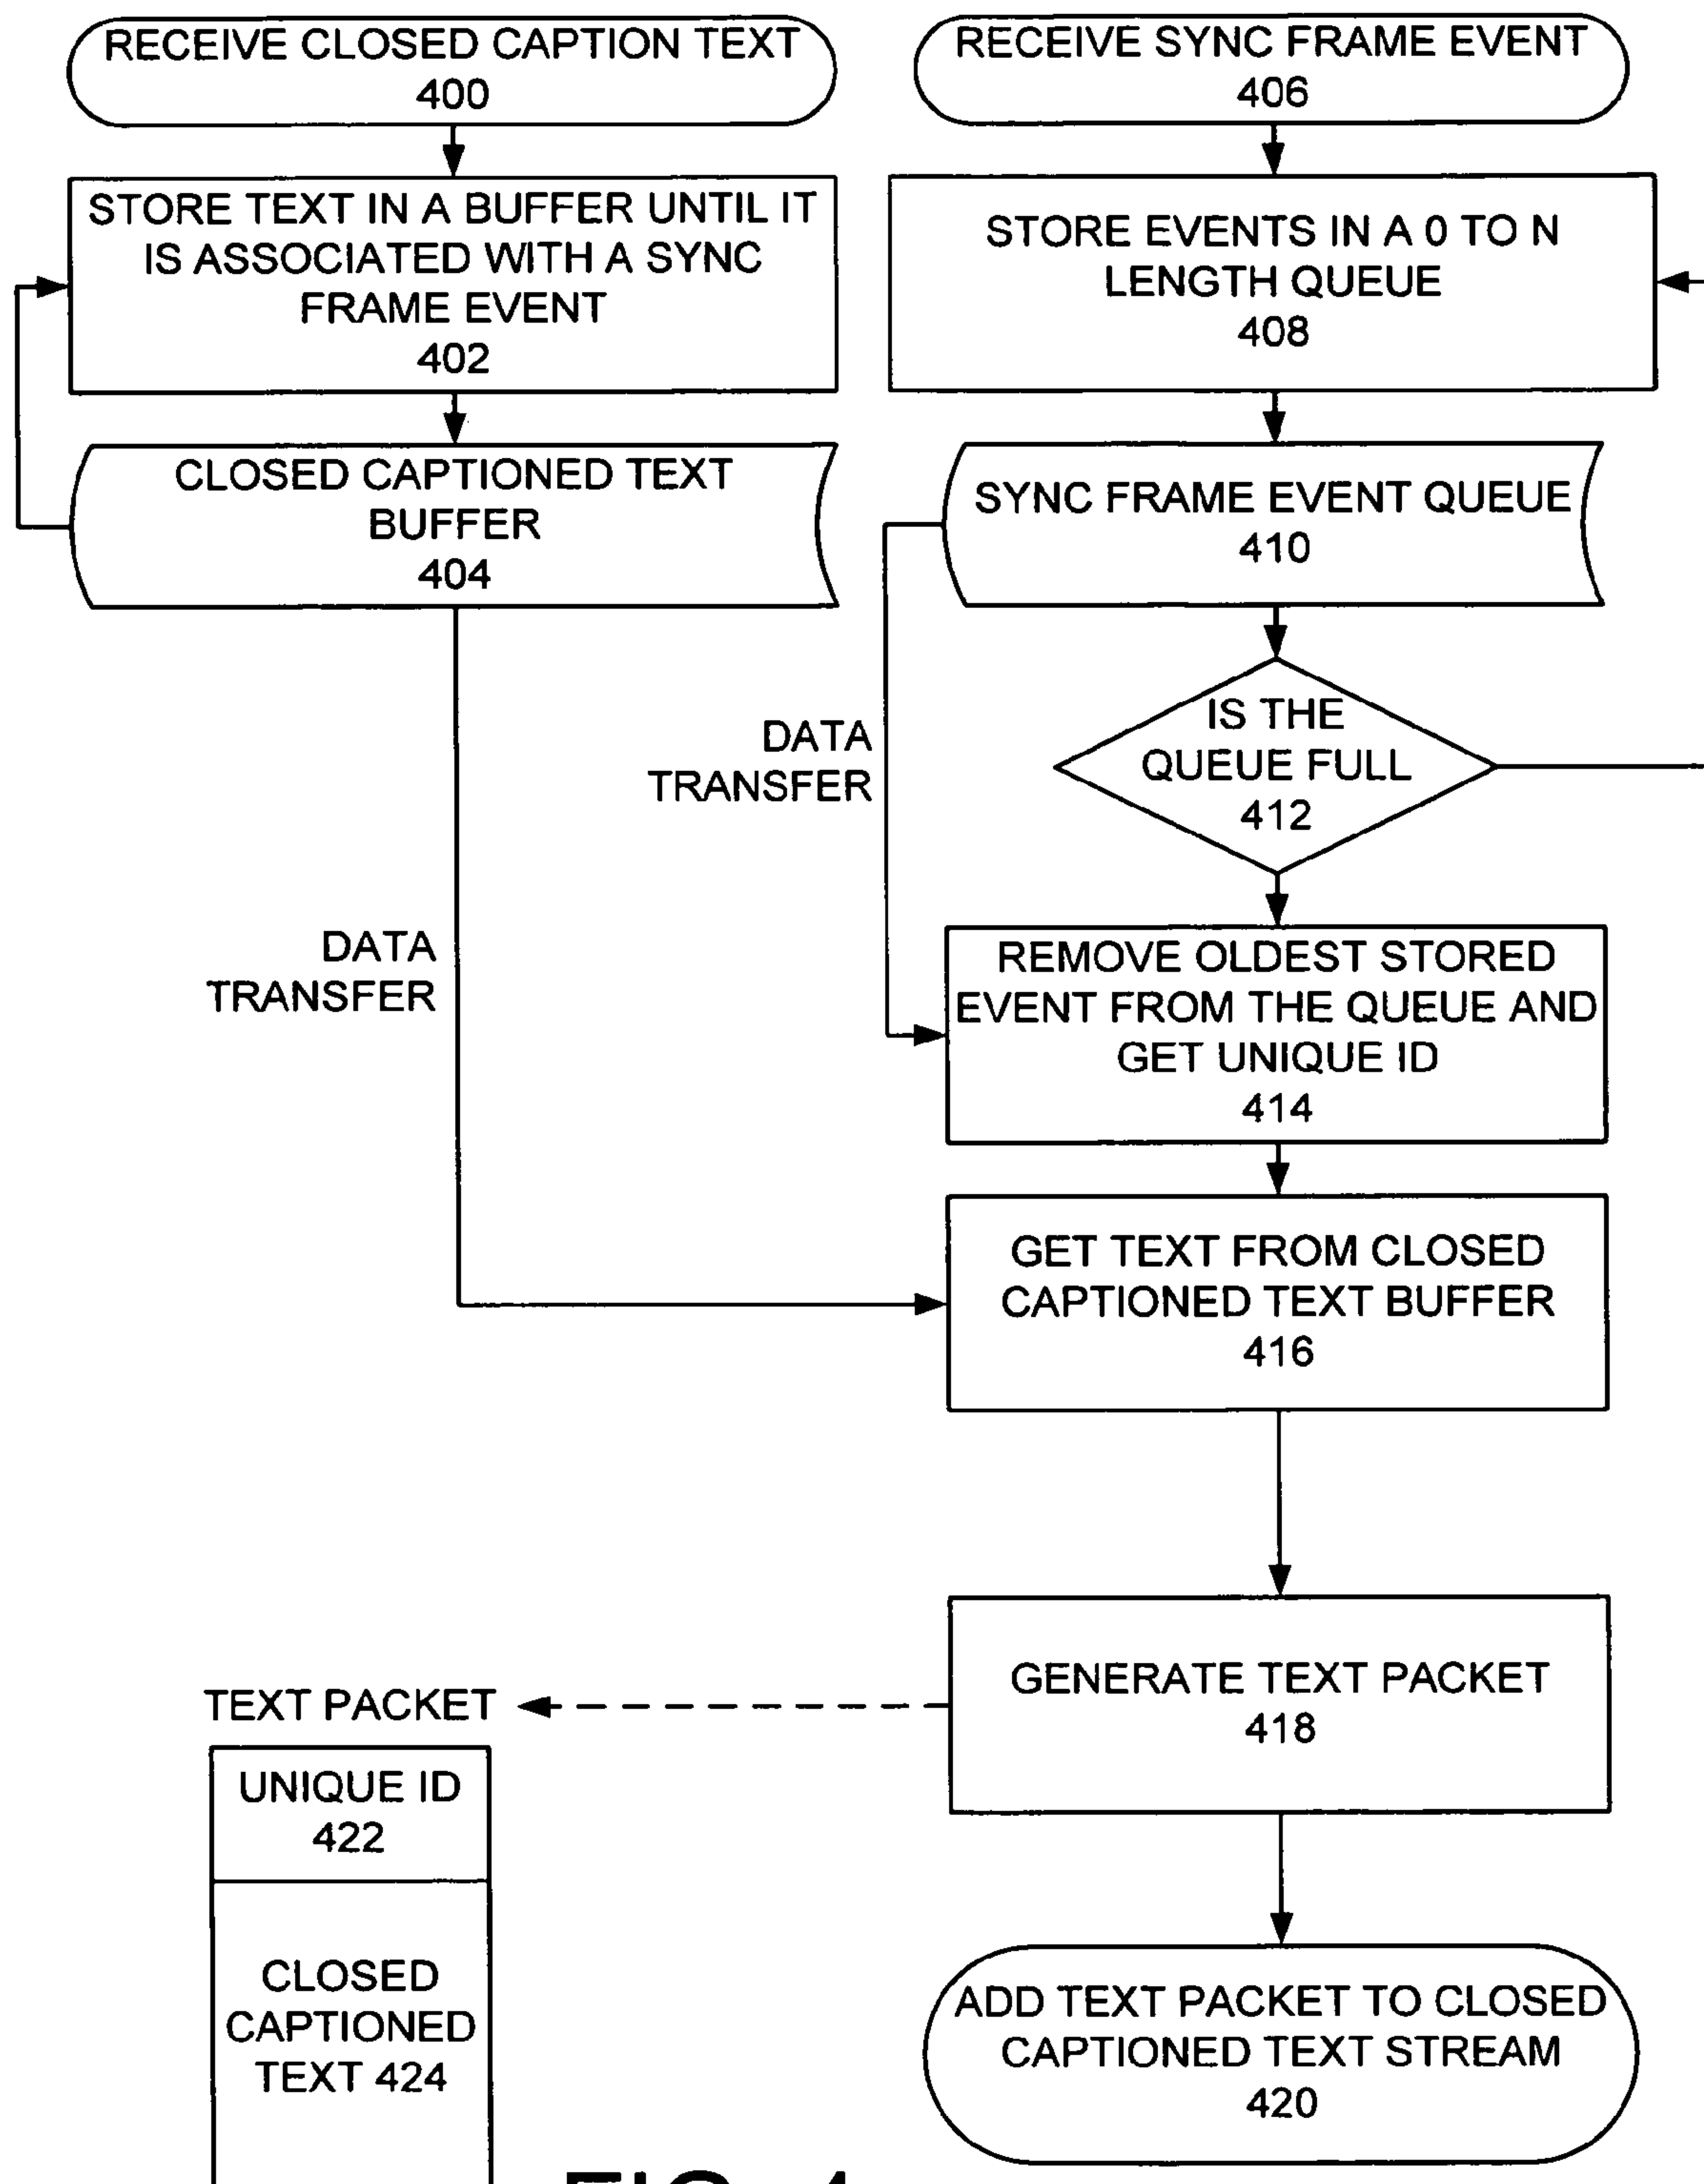 RECEIVE CLOSED CAPTION TEXT
400
STORE TEXT IN A BUFFER UNTIL IT
IS ASSOCIATED WITH A SYNC
FRAME EVENT
402
CLOSED CAPTIONED TEXT
BUFFER
404
DATA
TRANSFER
RECEIVE SYNC FRAME EVENT
406
STORE EVENTS IN A 0 TO N
LENGTH QUEUE
408
SYNC FRAME EVENT QUEUE
410
DATA
TRANSFER
IS THE
QUEUE FULL
412
REMOVE OLDEST STORED
EVENT FROM THE QUEUE AND
GET UNIQUE ID
414
GET TEXT FROM CLOSED
CAPTIONED TEXT BUFFER
416
GENERATE TEXT PACKET
418
TEXT PACKET
UNIQUE ID
422
CLOSED
CAPTIONED
TEXT 424
ADD TEXT PACKET TO CLOSED
CAPTIONED TEXT STREAM
420